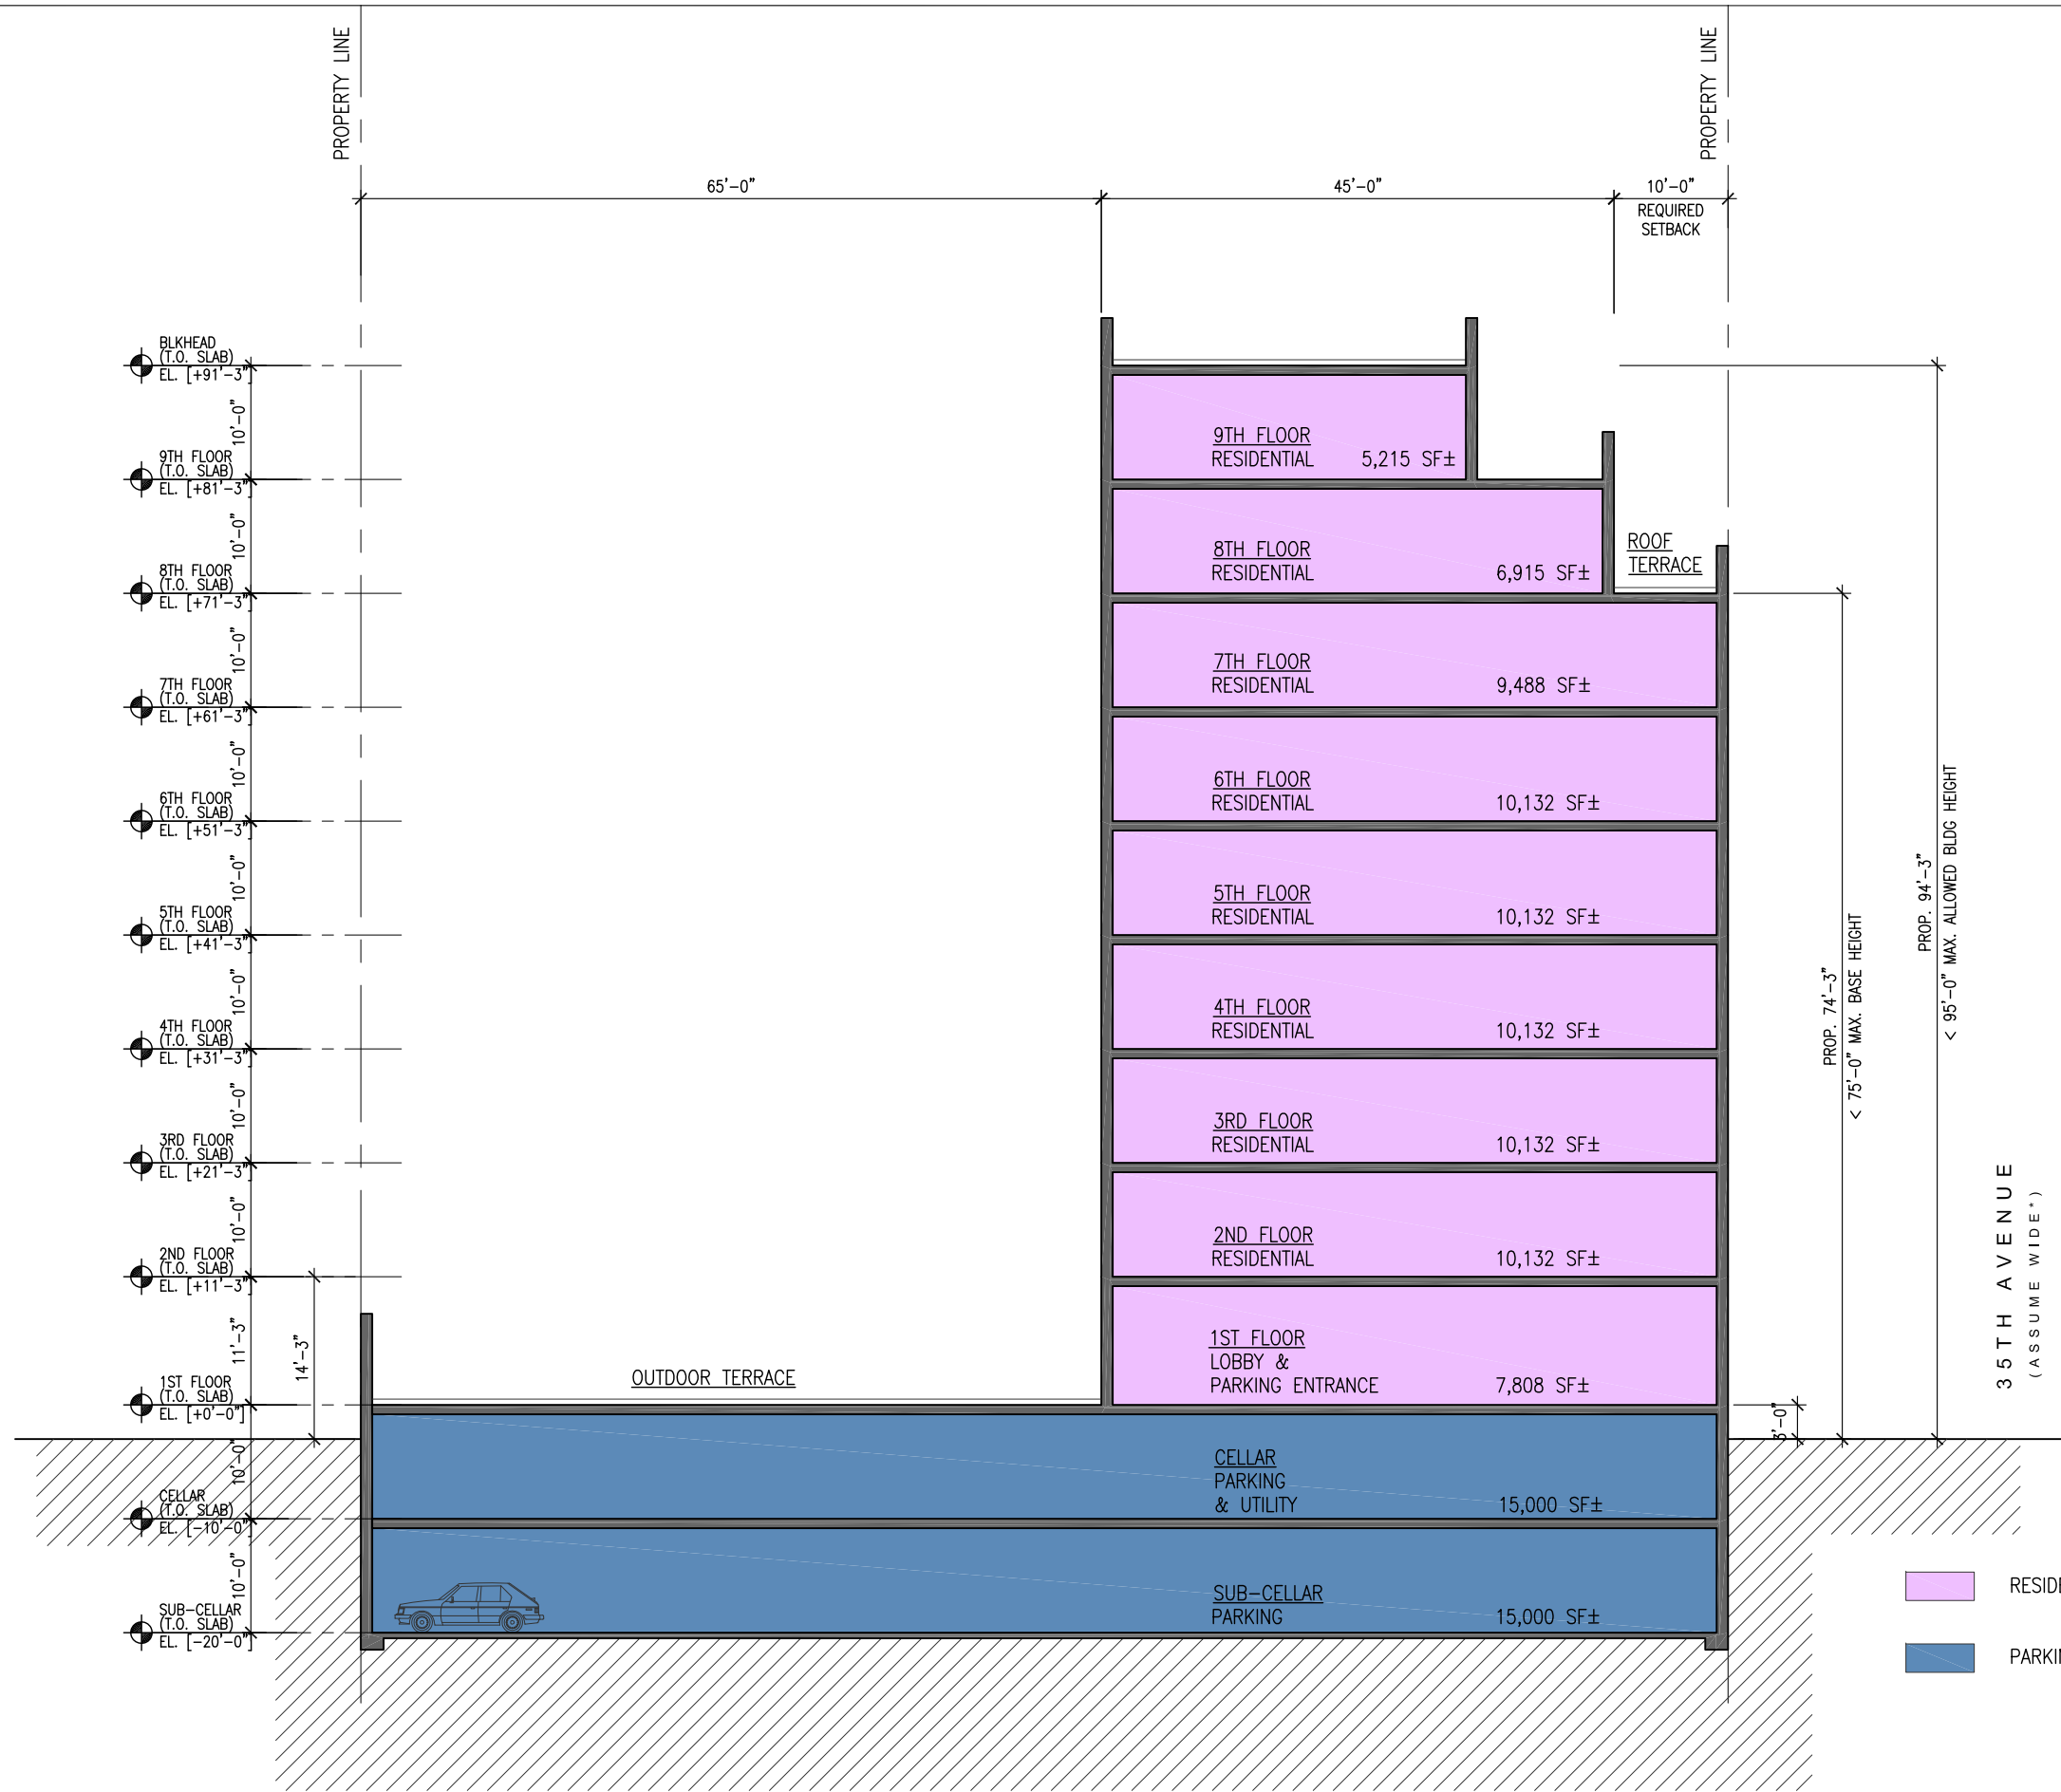 PROPERTY LINE
PROPERTY LINE
65'-0"
45'-0"
10'-0"
REQUIRED
SETBACK
BLKHEAD
(T.O. SLAB)
EL. [+91'-3"]
10'-0"
9TH FLOOR
(T.O. SLAB)
EL. [+81'-3"]
10'-0"
8TH FLOOR
(T.O. SLAB)
EL. [+71'-3"]
10'-0"
7TH FLOOR
(T.O. SLAB)
EL. [+61'-3"]
10'-0"
6TH FLOOR
(T.O. SLAB)
EL. [+51'-3"]
10'-0"
5TH FLOOR
(T.O. SLAB)
EL. [+41'-3"]
10'-0"
4TH FLOOR
(T.O. SLAB)
EL. [+31'-3"]
10'-0"
3RD FLOOR
(T.O. SLAB)
EL. [+21'-3"]
10'-0"
2ND FLOOR
(T.O. SLAB)
EL. [+11'-3"]
11'-3"
14'-3"
1ST FLOOR
(T.O. SLAB)
EL. [+0'-0"]
10'-0"
CELLAR
(T.O. SLAB)
EL. [-10'-0"]
10'-0"
SUB-CELLAR
(T.O. SLAB)
EL. [-20'-0"]
9TH FLOOR
RESIDENTIAL 5,215 SF±
8TH FLOOR
RESIDENTIAL 6,915 SF±
ROOF
TERRACE
7TH FLOOR
RESIDENTIAL 9,488 SF±
6TH FLOOR
RESIDENTIAL 10,132 SF±
5TH FLOOR
RESIDENTIAL 10,132 SF±
4TH FLOOR
RESIDENTIAL 10,132 SF±
3RD FLOOR
RESIDENTIAL 10,132 SF±
2ND FLOOR
RESIDENTIAL 10,132 SF±
1ST FLOOR
LOBBY &
PARKING ENTRANCE 7,808 SF±
OUTDOOR TERRACE
CELLAR
PARKING
& UTILITY 15,000 SF±
SUB-CELLAR
PARKING 15,000 SF±
3'-0"
PROP. 74'-3"
< 75'-0" MAX. BASE HEIGHT
PROP. 94'-3"
< 95'-0" MAX. ALLOWED BLDG HEIGHT
35TH AVENUE
(ASSUME WIDE*)
RESIDE
PARKIN